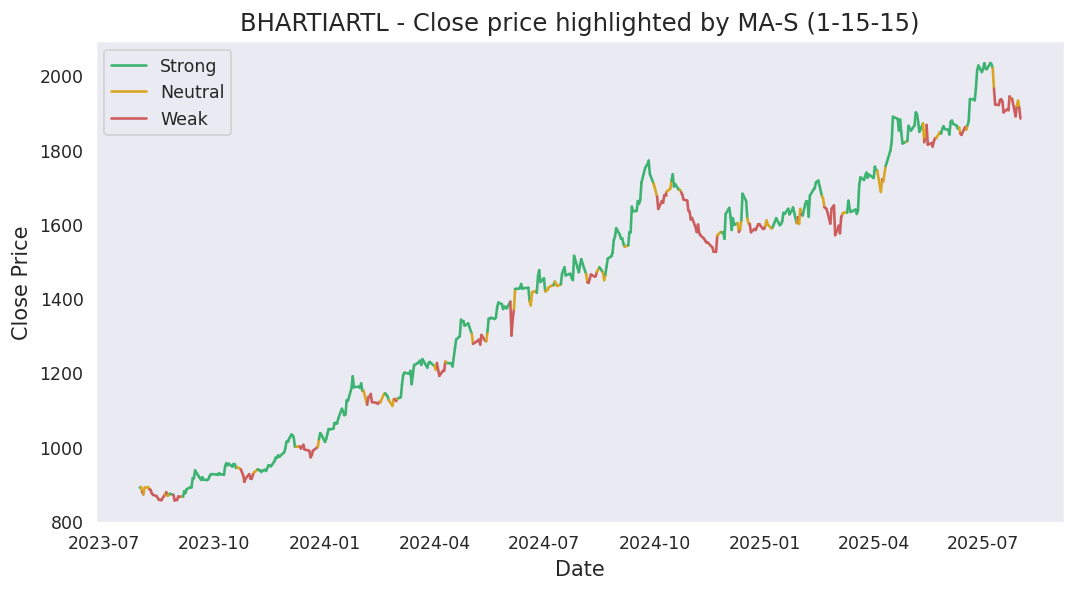 BHARTIARTL - Close price highlighted by MA-S (1-15-15)
Strong
Neutral
Weak
Close Price
2000
1800
1600
1400
1200
1000
800
2023-07 2023-10 2024-01 2024-04 2024-07 2024-10 2025-01 2025-04 2025-07
Date